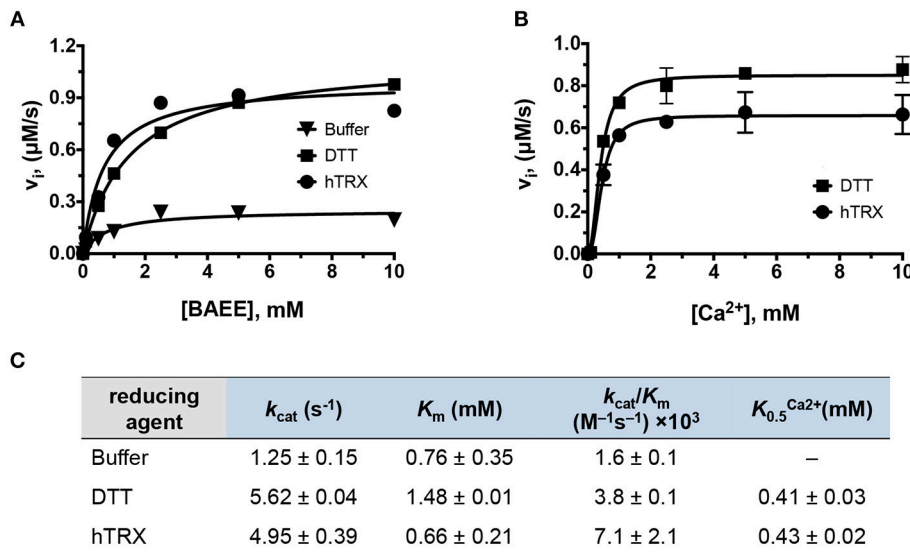 A
1.2
0.9
0.6
0.3
0.0
vᵢ, (µM/s)
Buffer
DTT
hTRX
0 2 4 6 8 10
[BAEE], mM
B
1.0
0.8
0.6
0.4
0.2
0.0
vᵢ, (µM/s)
DTT
hTRX
0 2 4 6 8 10
[Ca²⁺], mM
C
reducing agent kcat (s⁻¹) Km (mM) kcat/Km (M⁻¹s⁻¹) ×10³ K0.5^Ca2+(mM)
Buffer 1.25 ± 0.15 0.76 ± 0.35 1.6 ± 0.1 –
DTT 5.62 ± 0.04 1.48 ± 0.01 3.8 ± 0.1 0.41 ± 0.03
hTRX 4.95 ± 0.39 0.66 ± 0.21 7.1 ± 2.1 0.43 ± 0.02